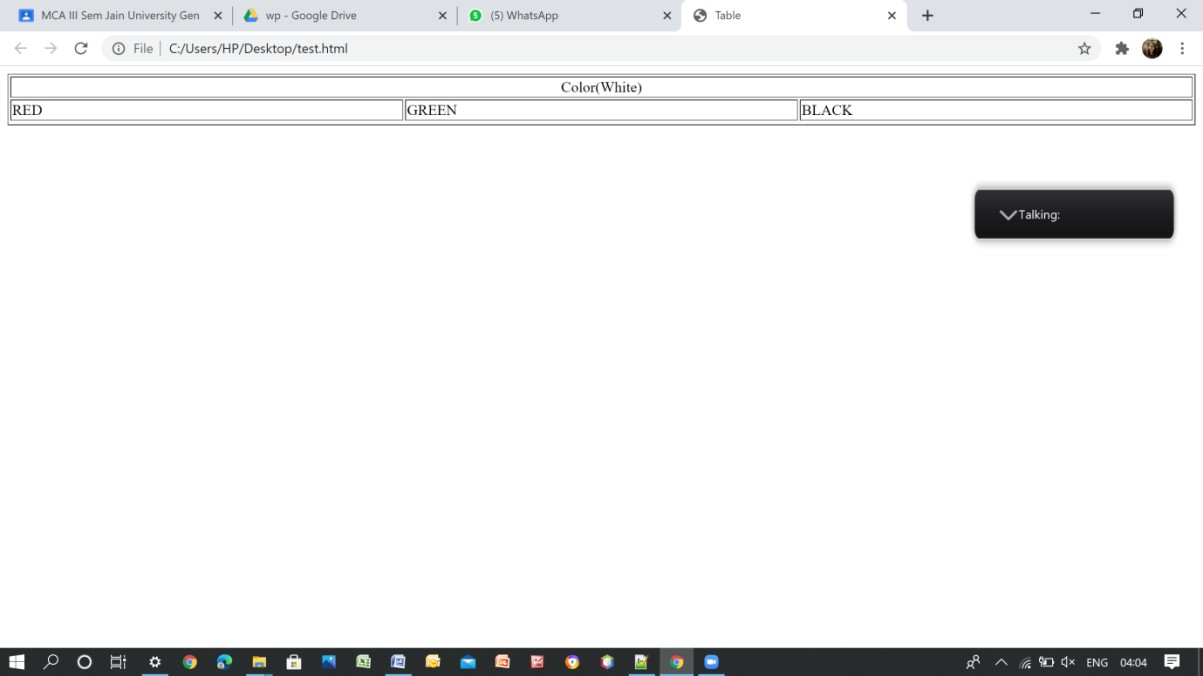 MCA III Sem Jain University Gen
wp - Google Drive
(5) WhatsApp
Table
File
C:/Users/HP/Desktop/test.html
Color(White)
RED
GREEN
BLACK
Talking:
ENG
04:04